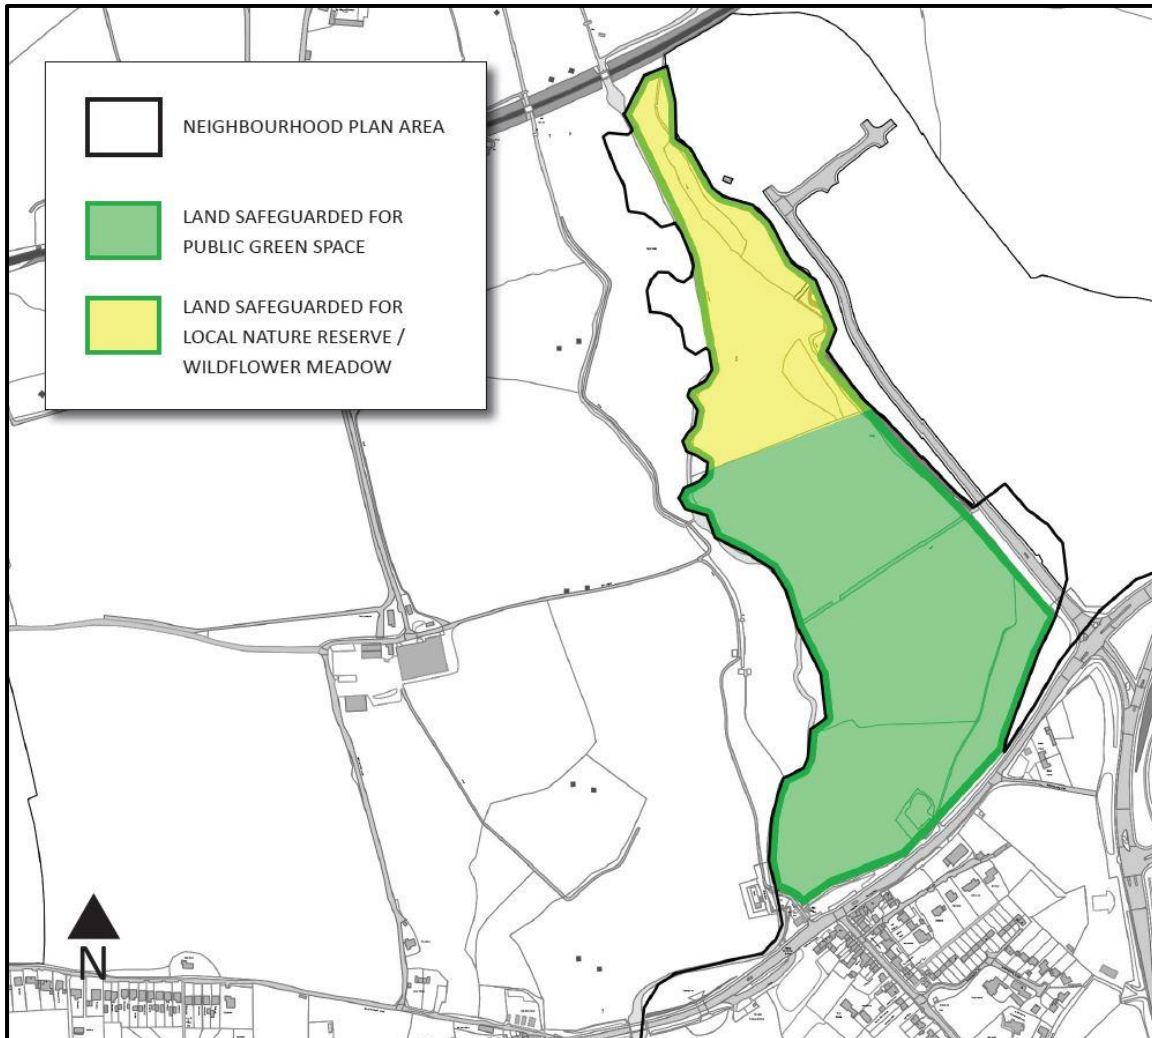 NEIGHBOURHOOD PLAN AREA
LAND SAFEGUARDED FOR
PUBLIC GREEN SPACE
LAND SAFEGUARDED FOR
LOCAL NATURE RESERVE /
WILDFLOWER MEADOW
N